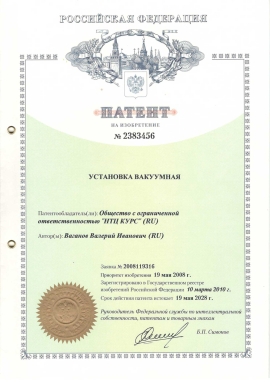 РОССИЙСКАЯ ФЕДЕРАЦИЯ
ПАТЕНТ
НА ИЗОБРЕТЕНИЕ
№ 2383456
УСТАНОВКА ВАКУУМНАЯ
Патентообладатель(ли): Общество с ограниченной
ответственностью "НТЦ КУРС" (RU)
Автор(ы): Ваганов Валерий Иванович (RU)
Заявка № 2008119316
Приоритет изобретения 19 мая 2008 г.
Зарегистрировано в Государственном реестре
изобретений Российской Федерации 10 марта 2010 г.
Срок действия патента истекает 19 мая 2028 г.
Руководитель Федеральной службы по интеллектуальной
собственности, патентам и товарным знакам
Б.П. Симонов